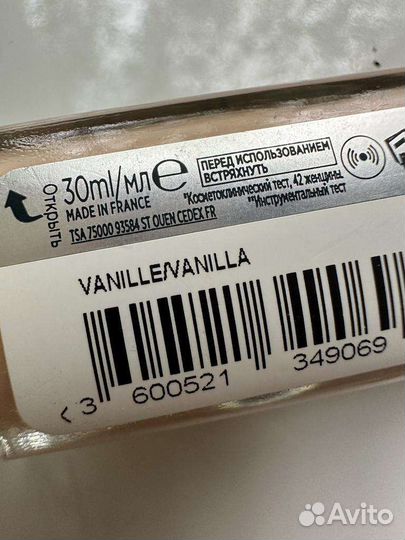 ОТКРЫТЬ
30ml/мл℮
MADE IN FRANCE
TSA 75000 93584 ST OUEN CEDEX FR
ПЕРЕД ИСПОЛЬЗОВАНИЕМ
ВСТРЯХНУТЬ
*Косметоклинический тест, 42 женщины.
**Инструментальный тест
VANILLE/VANILLA
<3 600521 349069
Avito